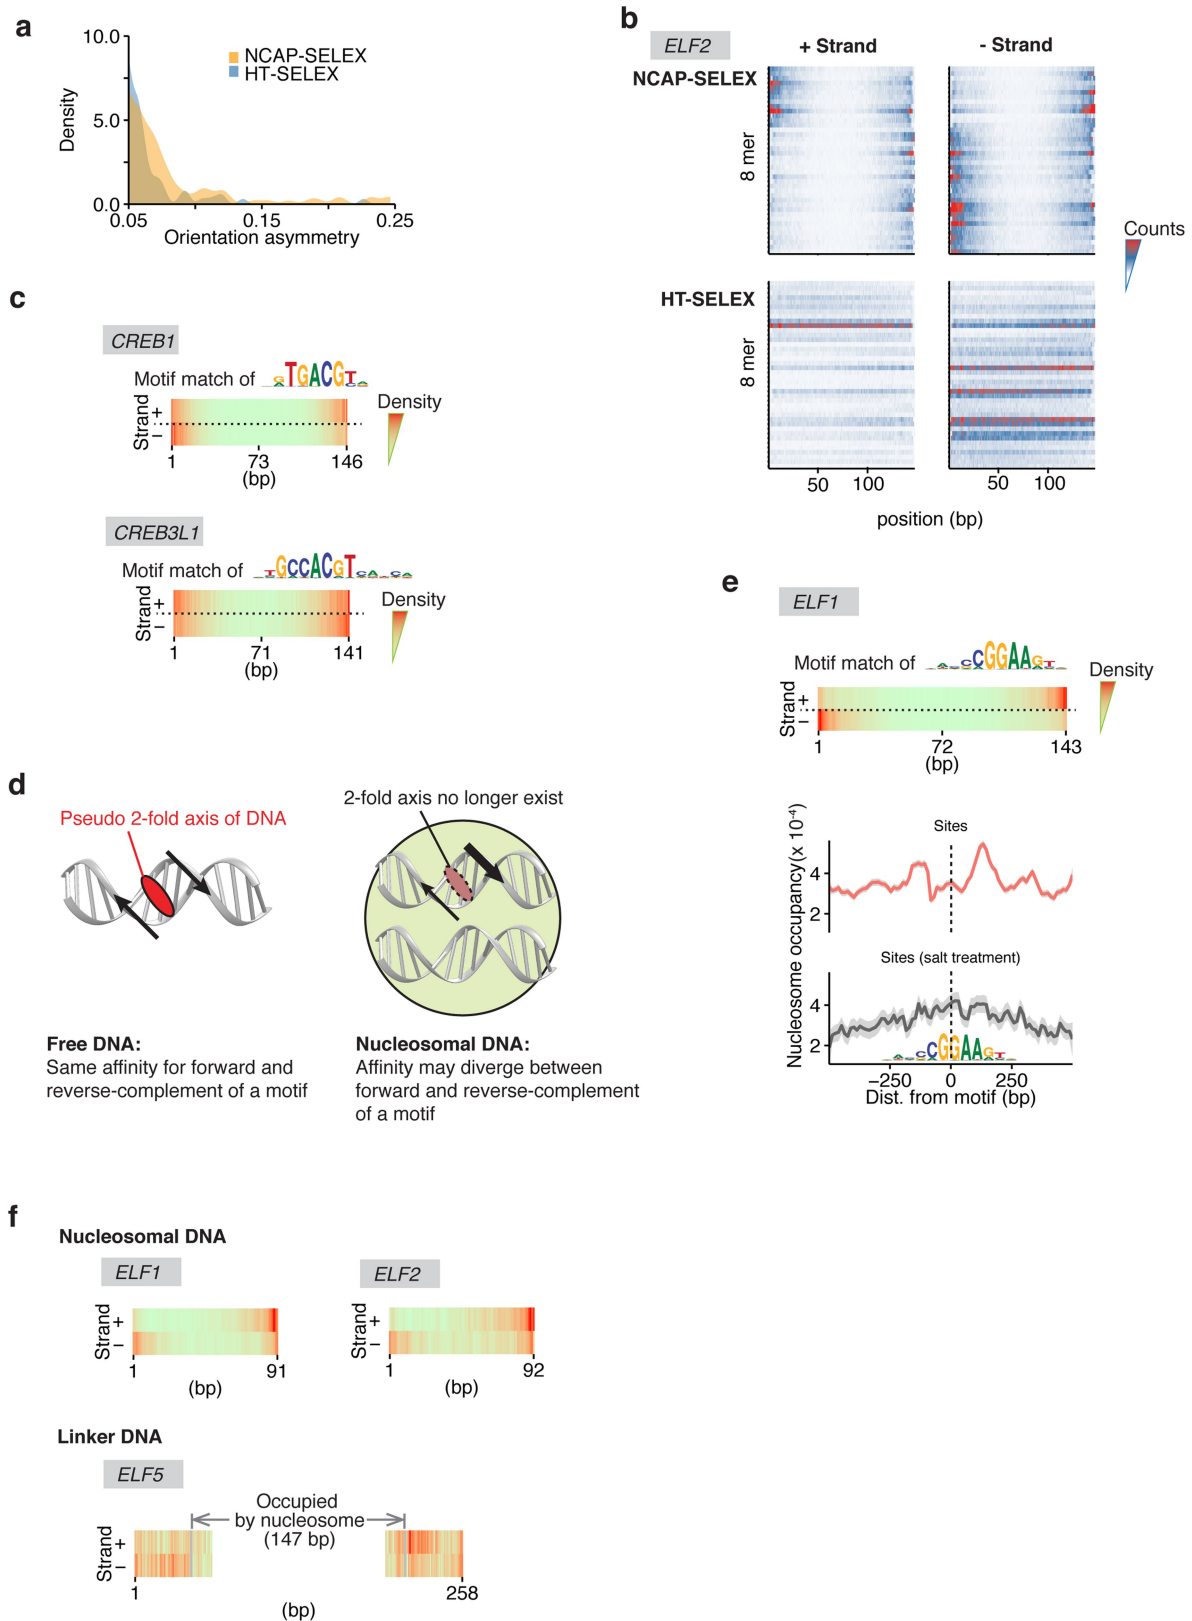 a
10.0
5.0
0.0
Density
0.05 0.15 0.25
Orientation asymmetry
NCAP-SELEX
HT-SELEX
b
ELF2
+ Strand - Strand
NCAP-SELEX
8 mer
HT-SELEX
8 mer
50 100 50 100
position (bp)
Counts
c
CREB1
Motif match of TGACGT
Strand
+
−
1 73 146
(bp)
Density
CREB3L1
Motif match of TGCCACGTCA CA
Strand
+
−
1 71 141
(bp)
Density
d
Pseudo 2-fold axis of DNA
2-fold axis no longer exist
Free DNA:
Same affinity for forward and
reverse-complement of a motif
Nucleosomal DNA:
Affinity may diverge between
forward and reverse-complement
of a motif
e
ELF1
Motif match of CCGGAAGT
Strand
+
−
1 72 143
(bp)
Density
Nucleosome occupancy(x 10⁻⁴)
Sites
4
2
Sites (salt treatment)
4
2
CCGGAAGT
−250 0 250
Dist. from motif (bp)
f
Nucleosomal DNA
ELF1
Strand
+
−
1 91
(bp)
ELF2
Strand
+
−
1 92
(bp)
Linker DNA
ELF5
Occupied
by nucleosome
(147 bp)
Strand
+
−
1 258
(bp)